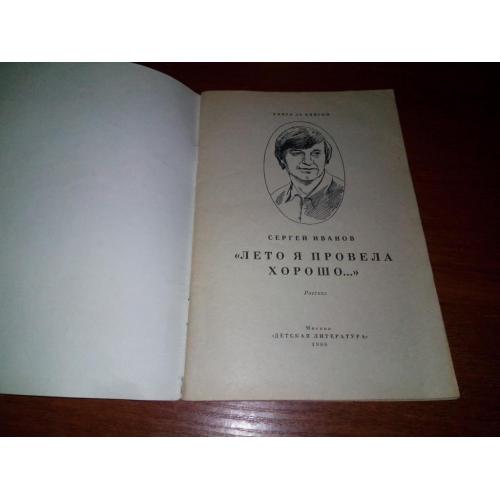 КНИГА ЗА КНИГОЙ
СЕРГЕЙ ИВАНОВ
«ЛЕТО Я ПРОВЕЛА
ХОРОШО...»
Рассказ
Москва
«ДЕТСКАЯ ЛИТЕРАТУРА»